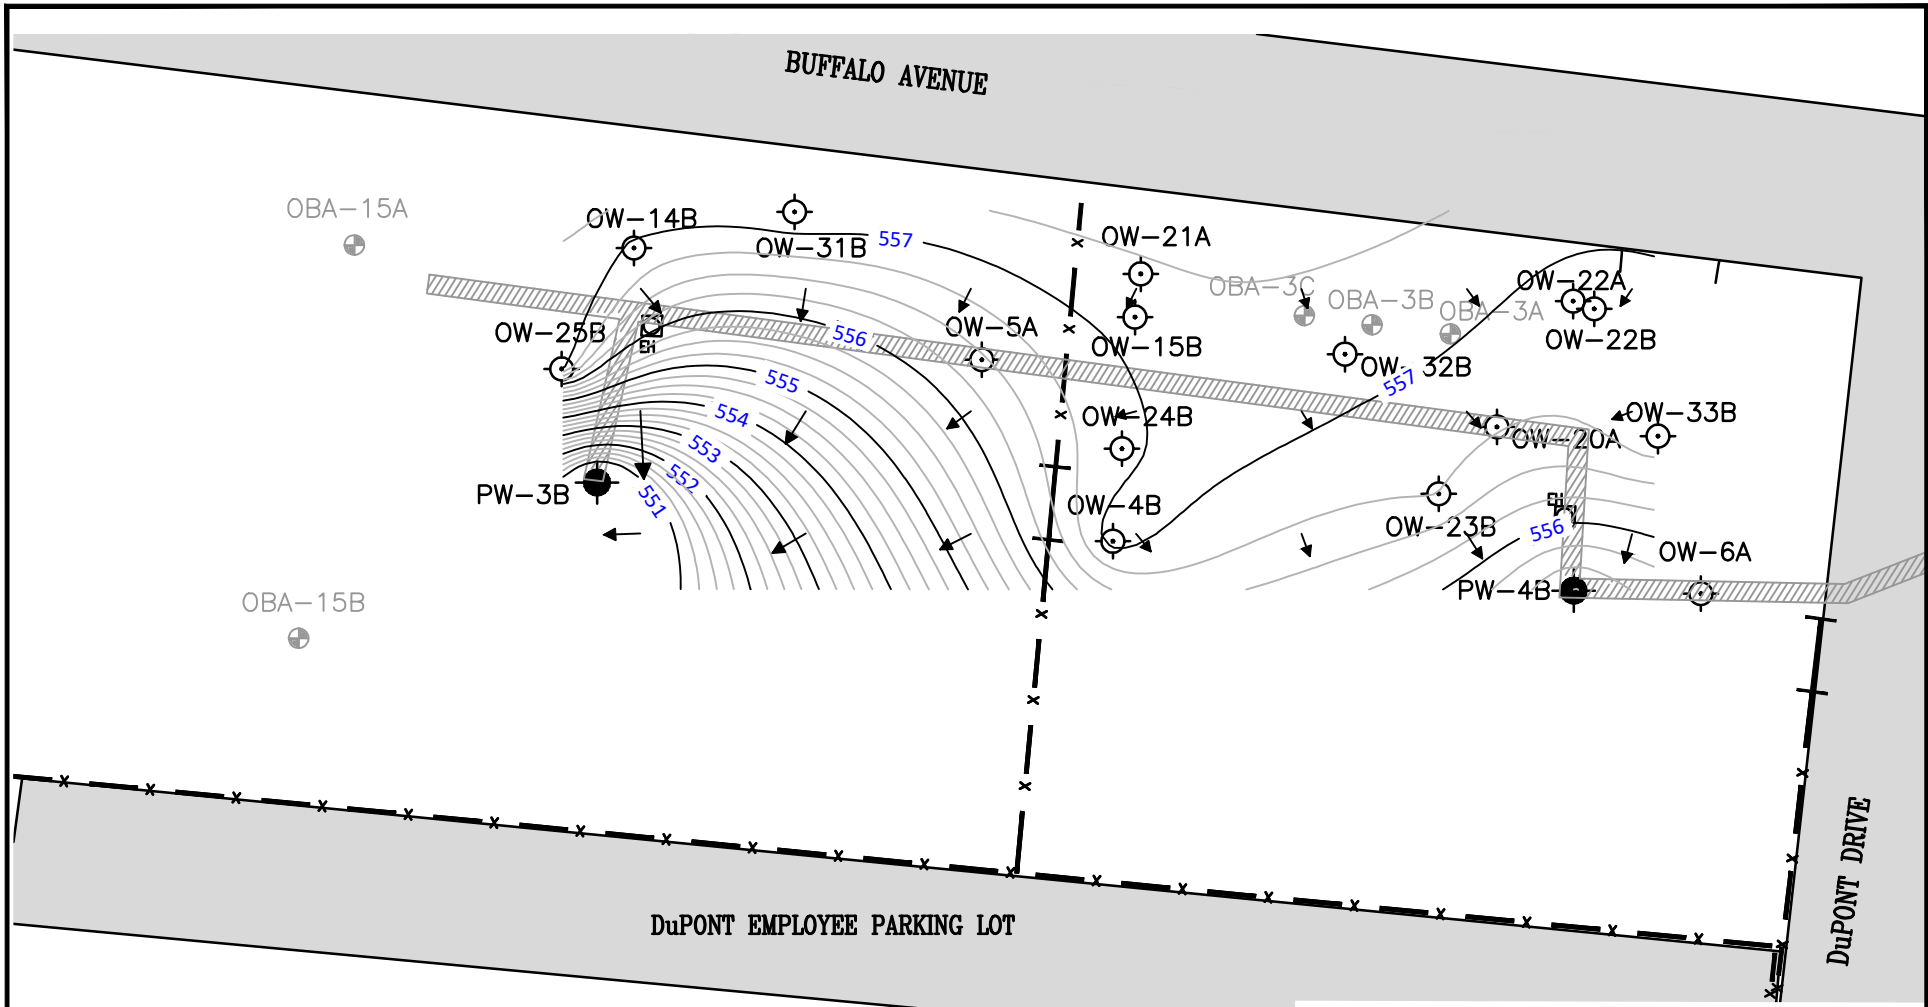 BUFFALO AVENUE
OBA-15A
OW-14B
OW-31B
557
OW-21A
OBA-3C
OBA-3B
OBA-3A
OW-22A
OW-22B
OW-25B
556
OW-5A
OW-15B
OW-32B
557
555
554
OW-24B
OW-33B
OW-20A
553
552
551
PW-3B
OW-4B
OW-23B
556
OW-6A
PW-4B
OBA-15B
DuPONT EMPLOYEE PARKING LOT
DuPONT DRIVE